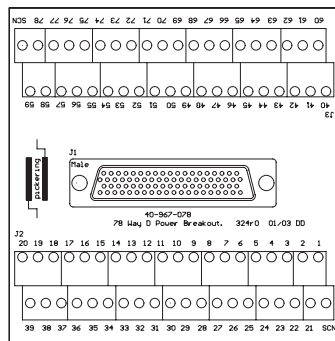 SCN 78 77 76 75 74 73 72 71 70 69 68 67 66 65 64 63 62 61 60
59 58 57 56 55 54 53 52 51 50 49 48 47 46 45 44 43 42 41 40
J3
J1
Male
pickering
40-967-078
78 Way D Power Breakout. 324r0 01/03 DD
J2
20 19 18 17 16 15 14 13 12 11 10 9 8 7 6 5 4 3 2 1
39 38 37 36 35 34 33 32 31 30 29 28 27 26 25 24 23 22 21 SCN